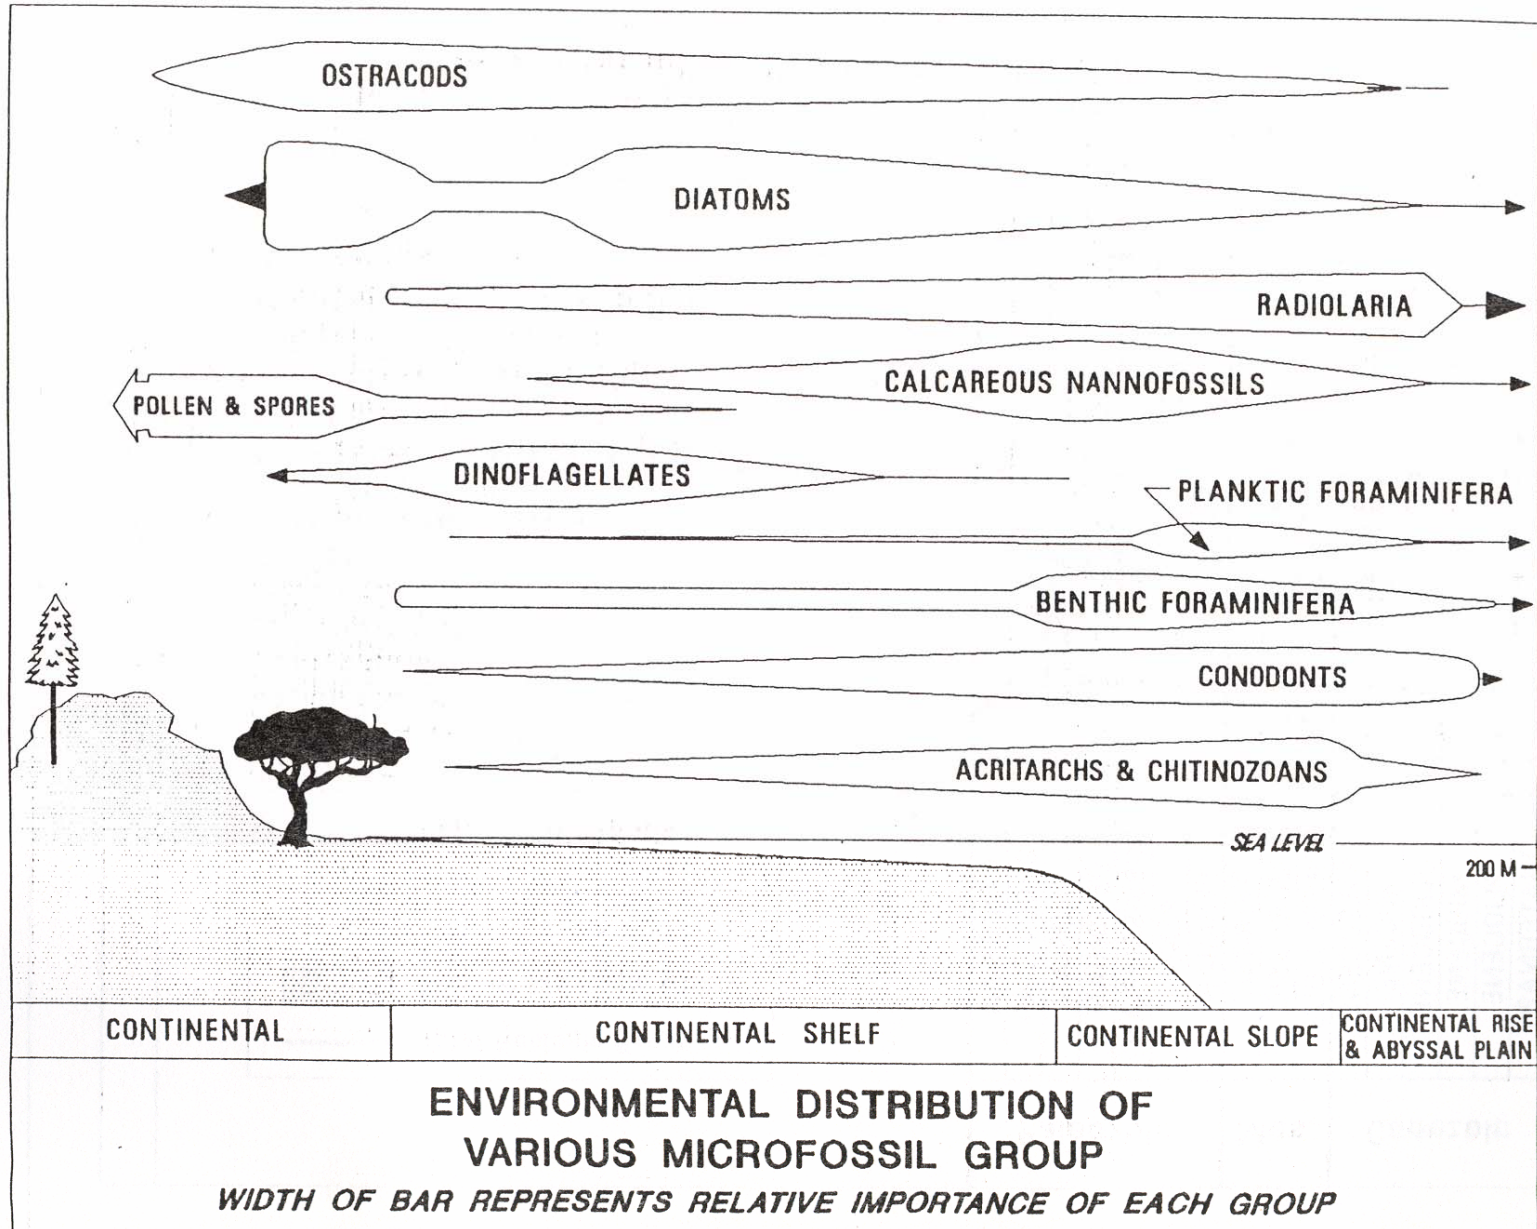 OSTRACODS
DIATOMS
RADIOLARIA
CALCAREOUS NANNOFOSSILS
POLLEN & SPORES
DINOFLAGELLATES
PLANKTIC FORAMINIFERA
BENTHIC FORAMINIFERA
CONODONTS
ACRITARCHS & CHITINOZOANS
SEA LEVEL
200 M
CONTINENTAL
CONTINENTAL SHELF
CONTINENTAL SLOPE
CONTINENTAL RISE
& ABYSSAL PLAIN
ENVIRONMENTAL DISTRIBUTION OF
VARIOUS MICROFOSSIL GROUP
WIDTH OF BAR REPRESENTS RELATIVE IMPORTANCE OF EACH GROUP